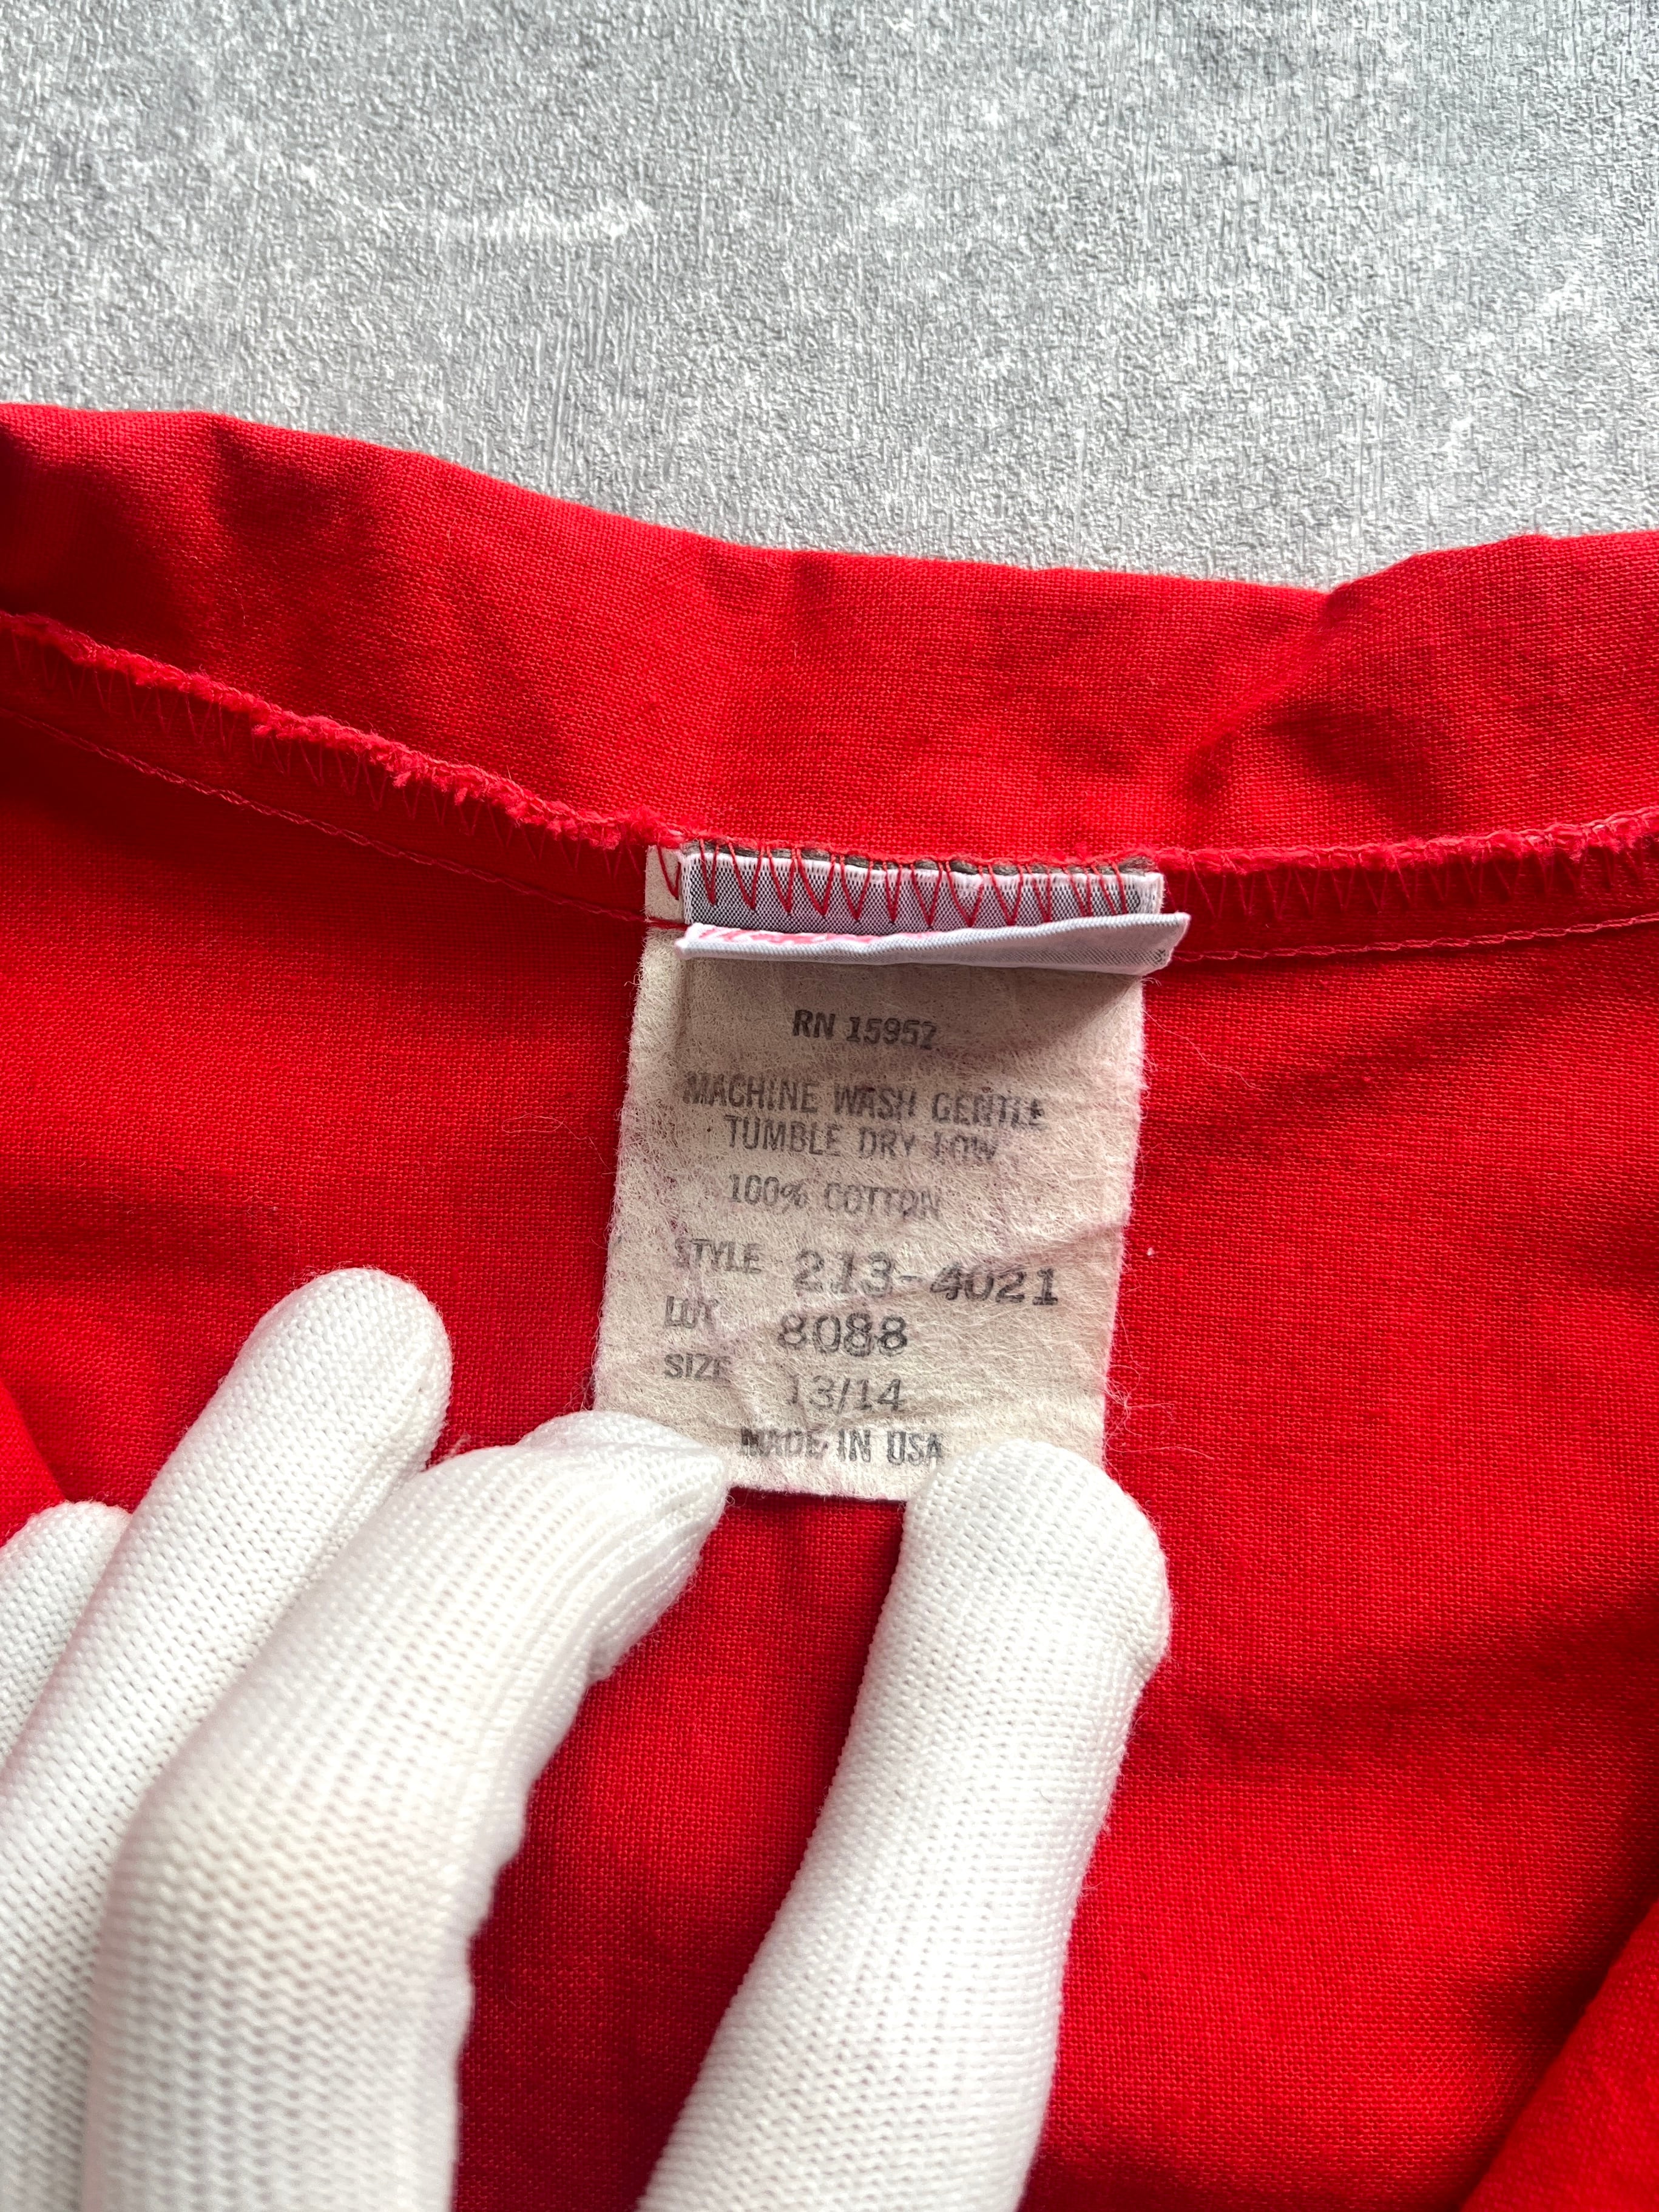 RN 15952
MACHINE WASH GENTLE
TUMBLE DRY LOW
100% COTTON
STYLE 213-4021
LOT 8088
SIZE 13/14
MADE IN USA